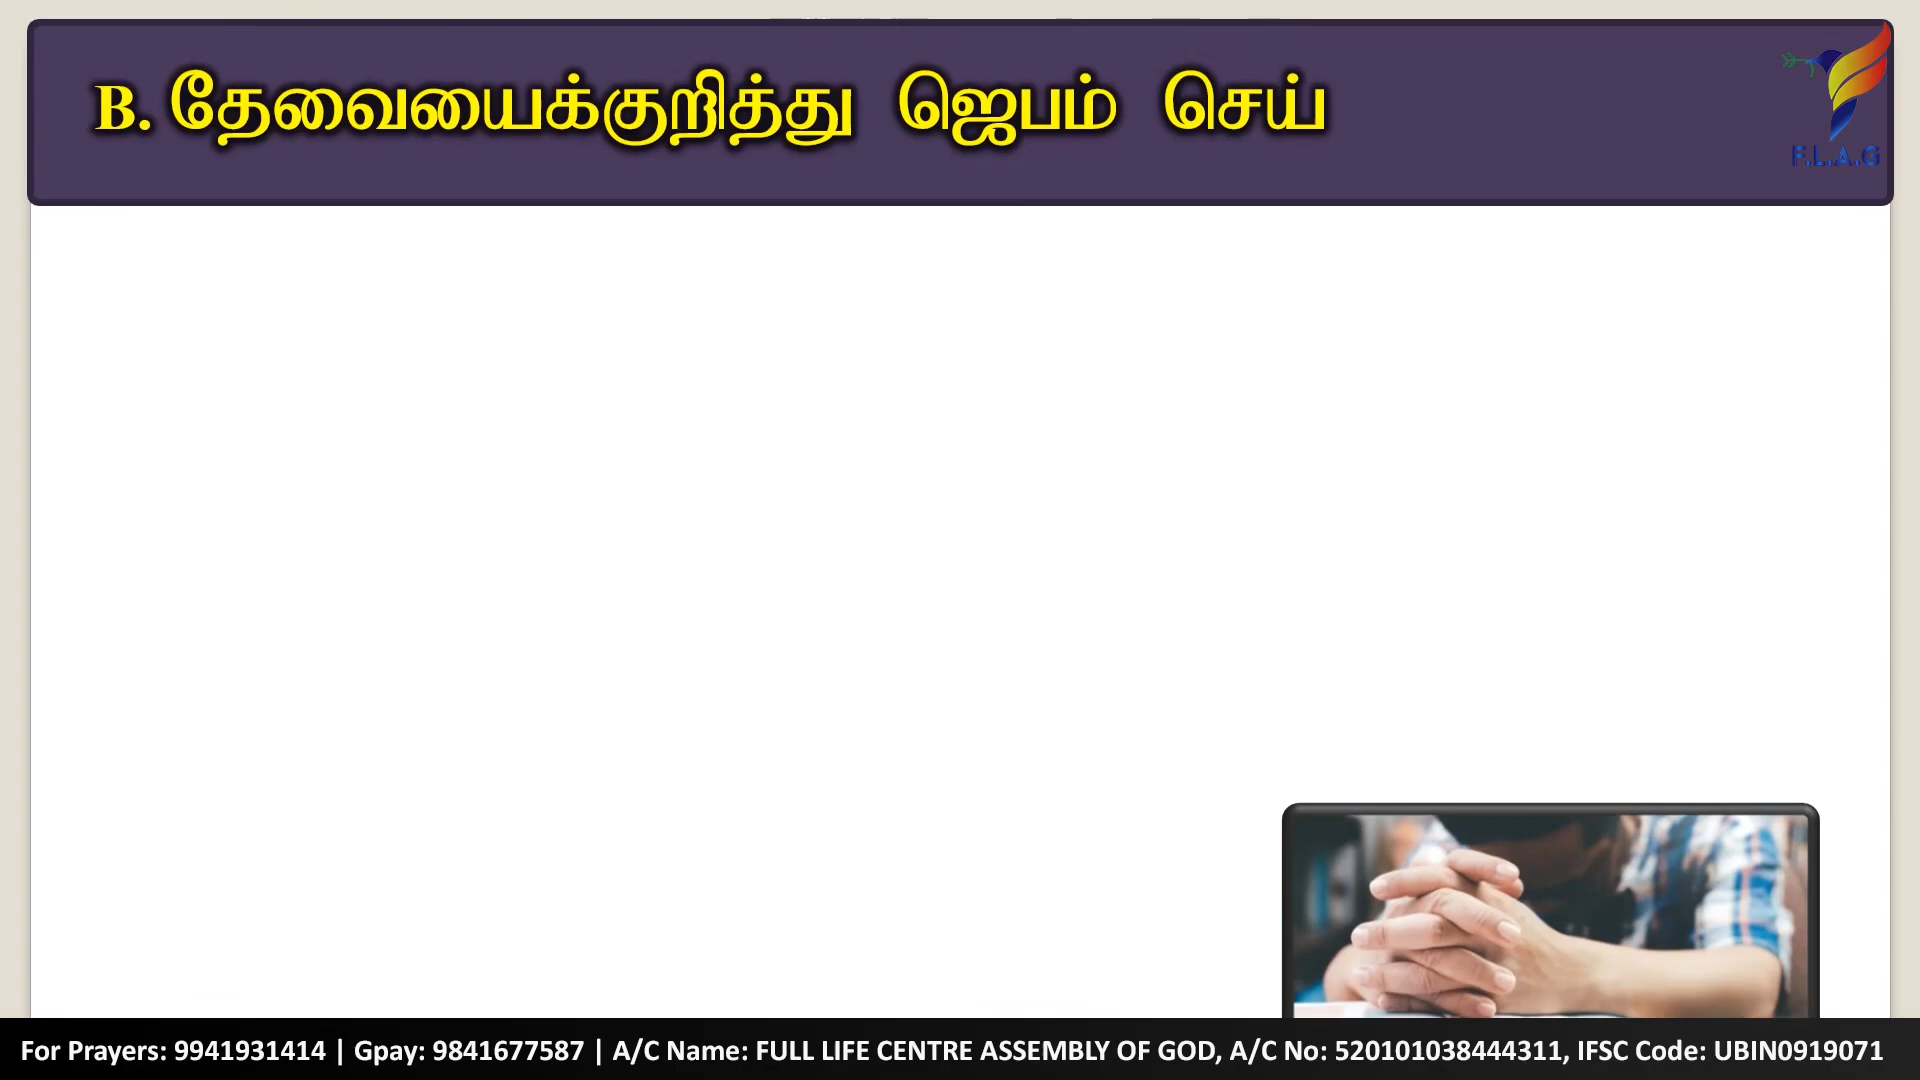 B. தேவையைக்குறித்து ஜெபம் செய்
F.L.A.G
For Prayers: 9941931414 | Gpay: 9841677587 | A/C Name: FULL LIFE CENTRE ASSEMBLY OF GOD, A/C No: 520101038444311, IFSC Code: UBIN0919071